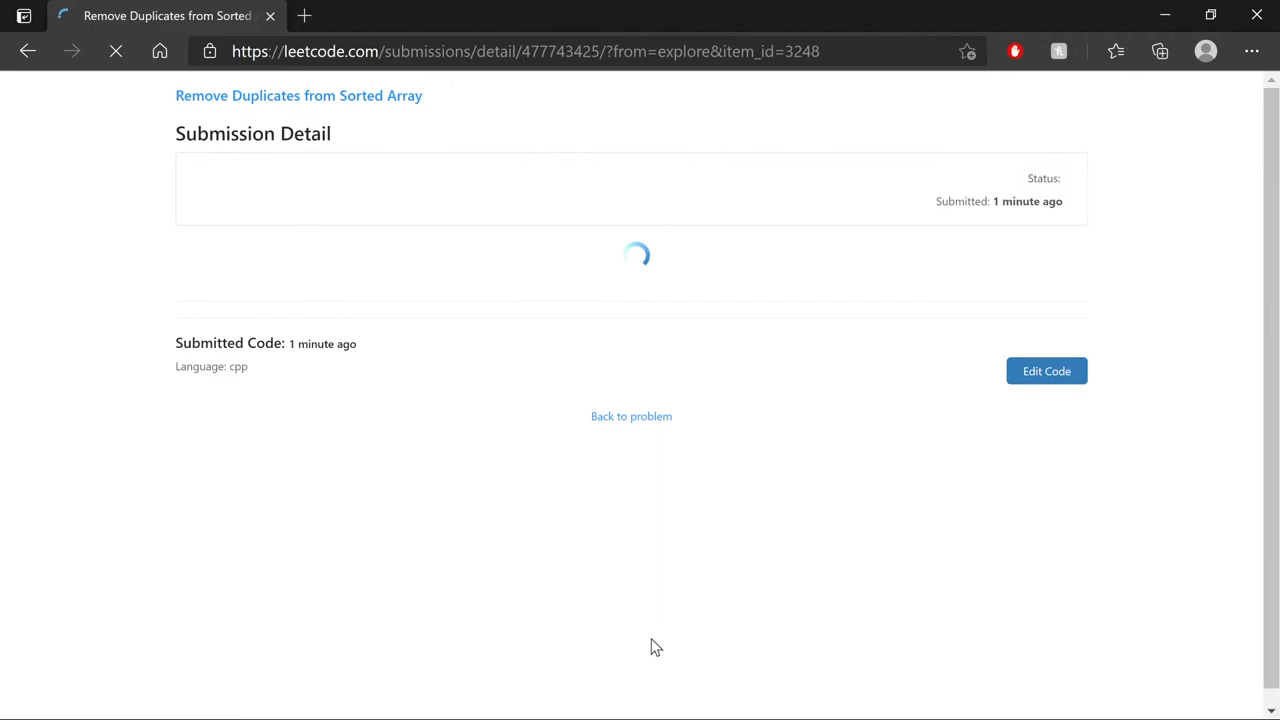 Remove Duplicates from Sorted
https://leetcode.com/submissions/detail/477743425/?from=explore&item_id=3248
Remove Duplicates from Sorted Array
Submission Detail
Status:
Submitted: 1 minute ago
Submitted Code: 1 minute ago
Language: cpp
Edit Code
Back to problem